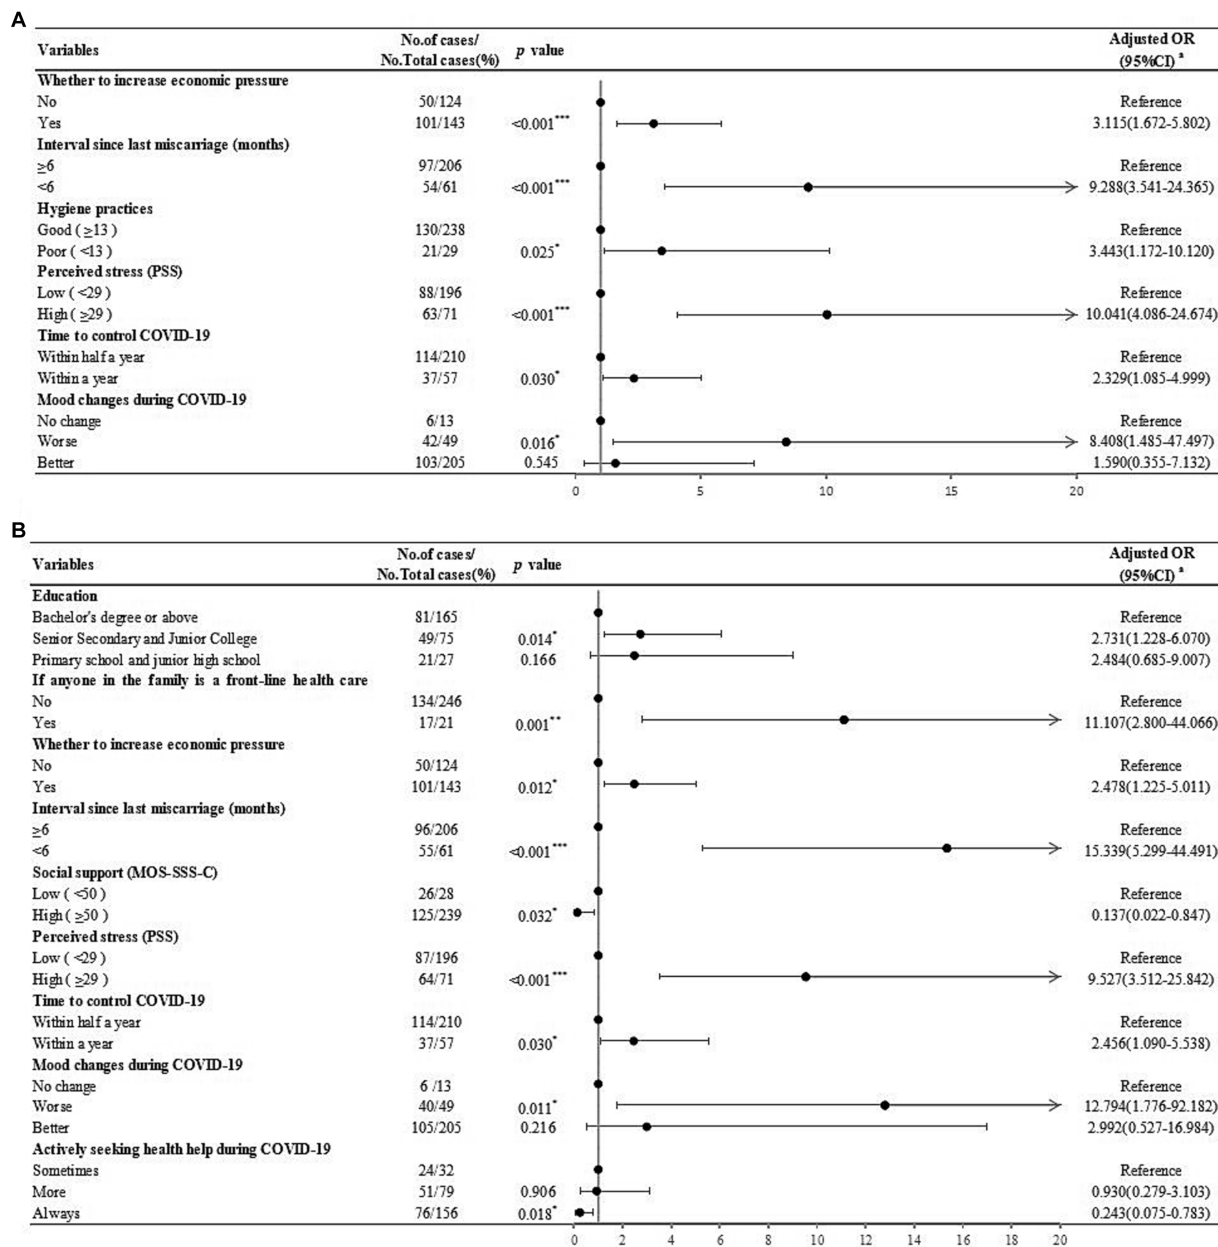 A
Variables No.of cases/ No.Total cases(%) p value Adjusted OR (95%CI) a
Whether to increase economic pressure
No 50/124 Reference
Yes 101/143 <0.001*** 3.115(1.672-5.802)
Interval since last miscarriage (months)
≥6 97/206 Reference
<6 54/61 <0.001*** 9.288(3.541-24.365)
Hygiene practices
Good ( ≥13 ) 130/238 Reference
Poor ( <13 ) 21/29 0.025* 3.443(1.172-10.120)
Perceived stress (PSS)
Low ( <29 ) 88/196 Reference
High ( ≥29 ) 63/71 <0.001*** 10.041(4.086-24.674)
Time to control COVID-19
Within half a year 114/210 Reference
Within a year 37/57 0.030* 2.329(1.085-4.999)
Mood changes during COVID-19
No change 6/13 Reference
Worse 42/49 0.016* 8.408(1.485-47.497)
Better 103/205 0.545 1.590(0.355-7.132)
0 5 10 15 20
B
Variables No.of cases/ No.Total cases(%) p value Adjusted OR (95%CI) a
Education
Bachelor's degree or above 81/165 Reference
Senior Secondary and Junior College 49/75 0.014* 2.731(1.228-6.070)
Primary school and junior high school 21/27 0.166 2.484(0.685-9.007)
If anyone in the family is a front-line health care
No 134/246 Reference
Yes 17/21 0.001** 11.107(2.800-44.066)
Whether to increase economic pressure
No 50/124 Reference
Yes 101/143 0.012* 2.478(1.225-5.011)
Interval since last miscarriage (months)
≥6 96/206 Reference
<6 55/61 <0.001*** 15.339(5.299-44.491)
Social support (MOS-SSS-C)
Low ( <50 ) 26/28 Reference
High ( ≥50 ) 125/239 0.032* 0.137(0.022-0.847)
Perceived stress (PSS)
Low ( <29 ) 87/196 Reference
High ( ≥29 ) 64/71 <0.001*** 9.527(3.512-25.842)
Time to control COVID-19
Within half a year 114/210 Reference
Within a year 37/57 0.030* 2.456(1.090-5.538)
Mood changes during COVID-19
No change 6 /13 Reference
Worse 40/49 0.011* 12.794(1.776-92.182)
Better 105/205 0.216 2.992(0.527-16.984)
Actively seeking health help during COVID-19
Sometimes 24/32 Reference
More 51/79 0.906 0.930(0.279-3.103)
Always 76/156 0.018* 0.243(0.075-0.783)
0 2 4 6 8 10 12 14 16 18 20